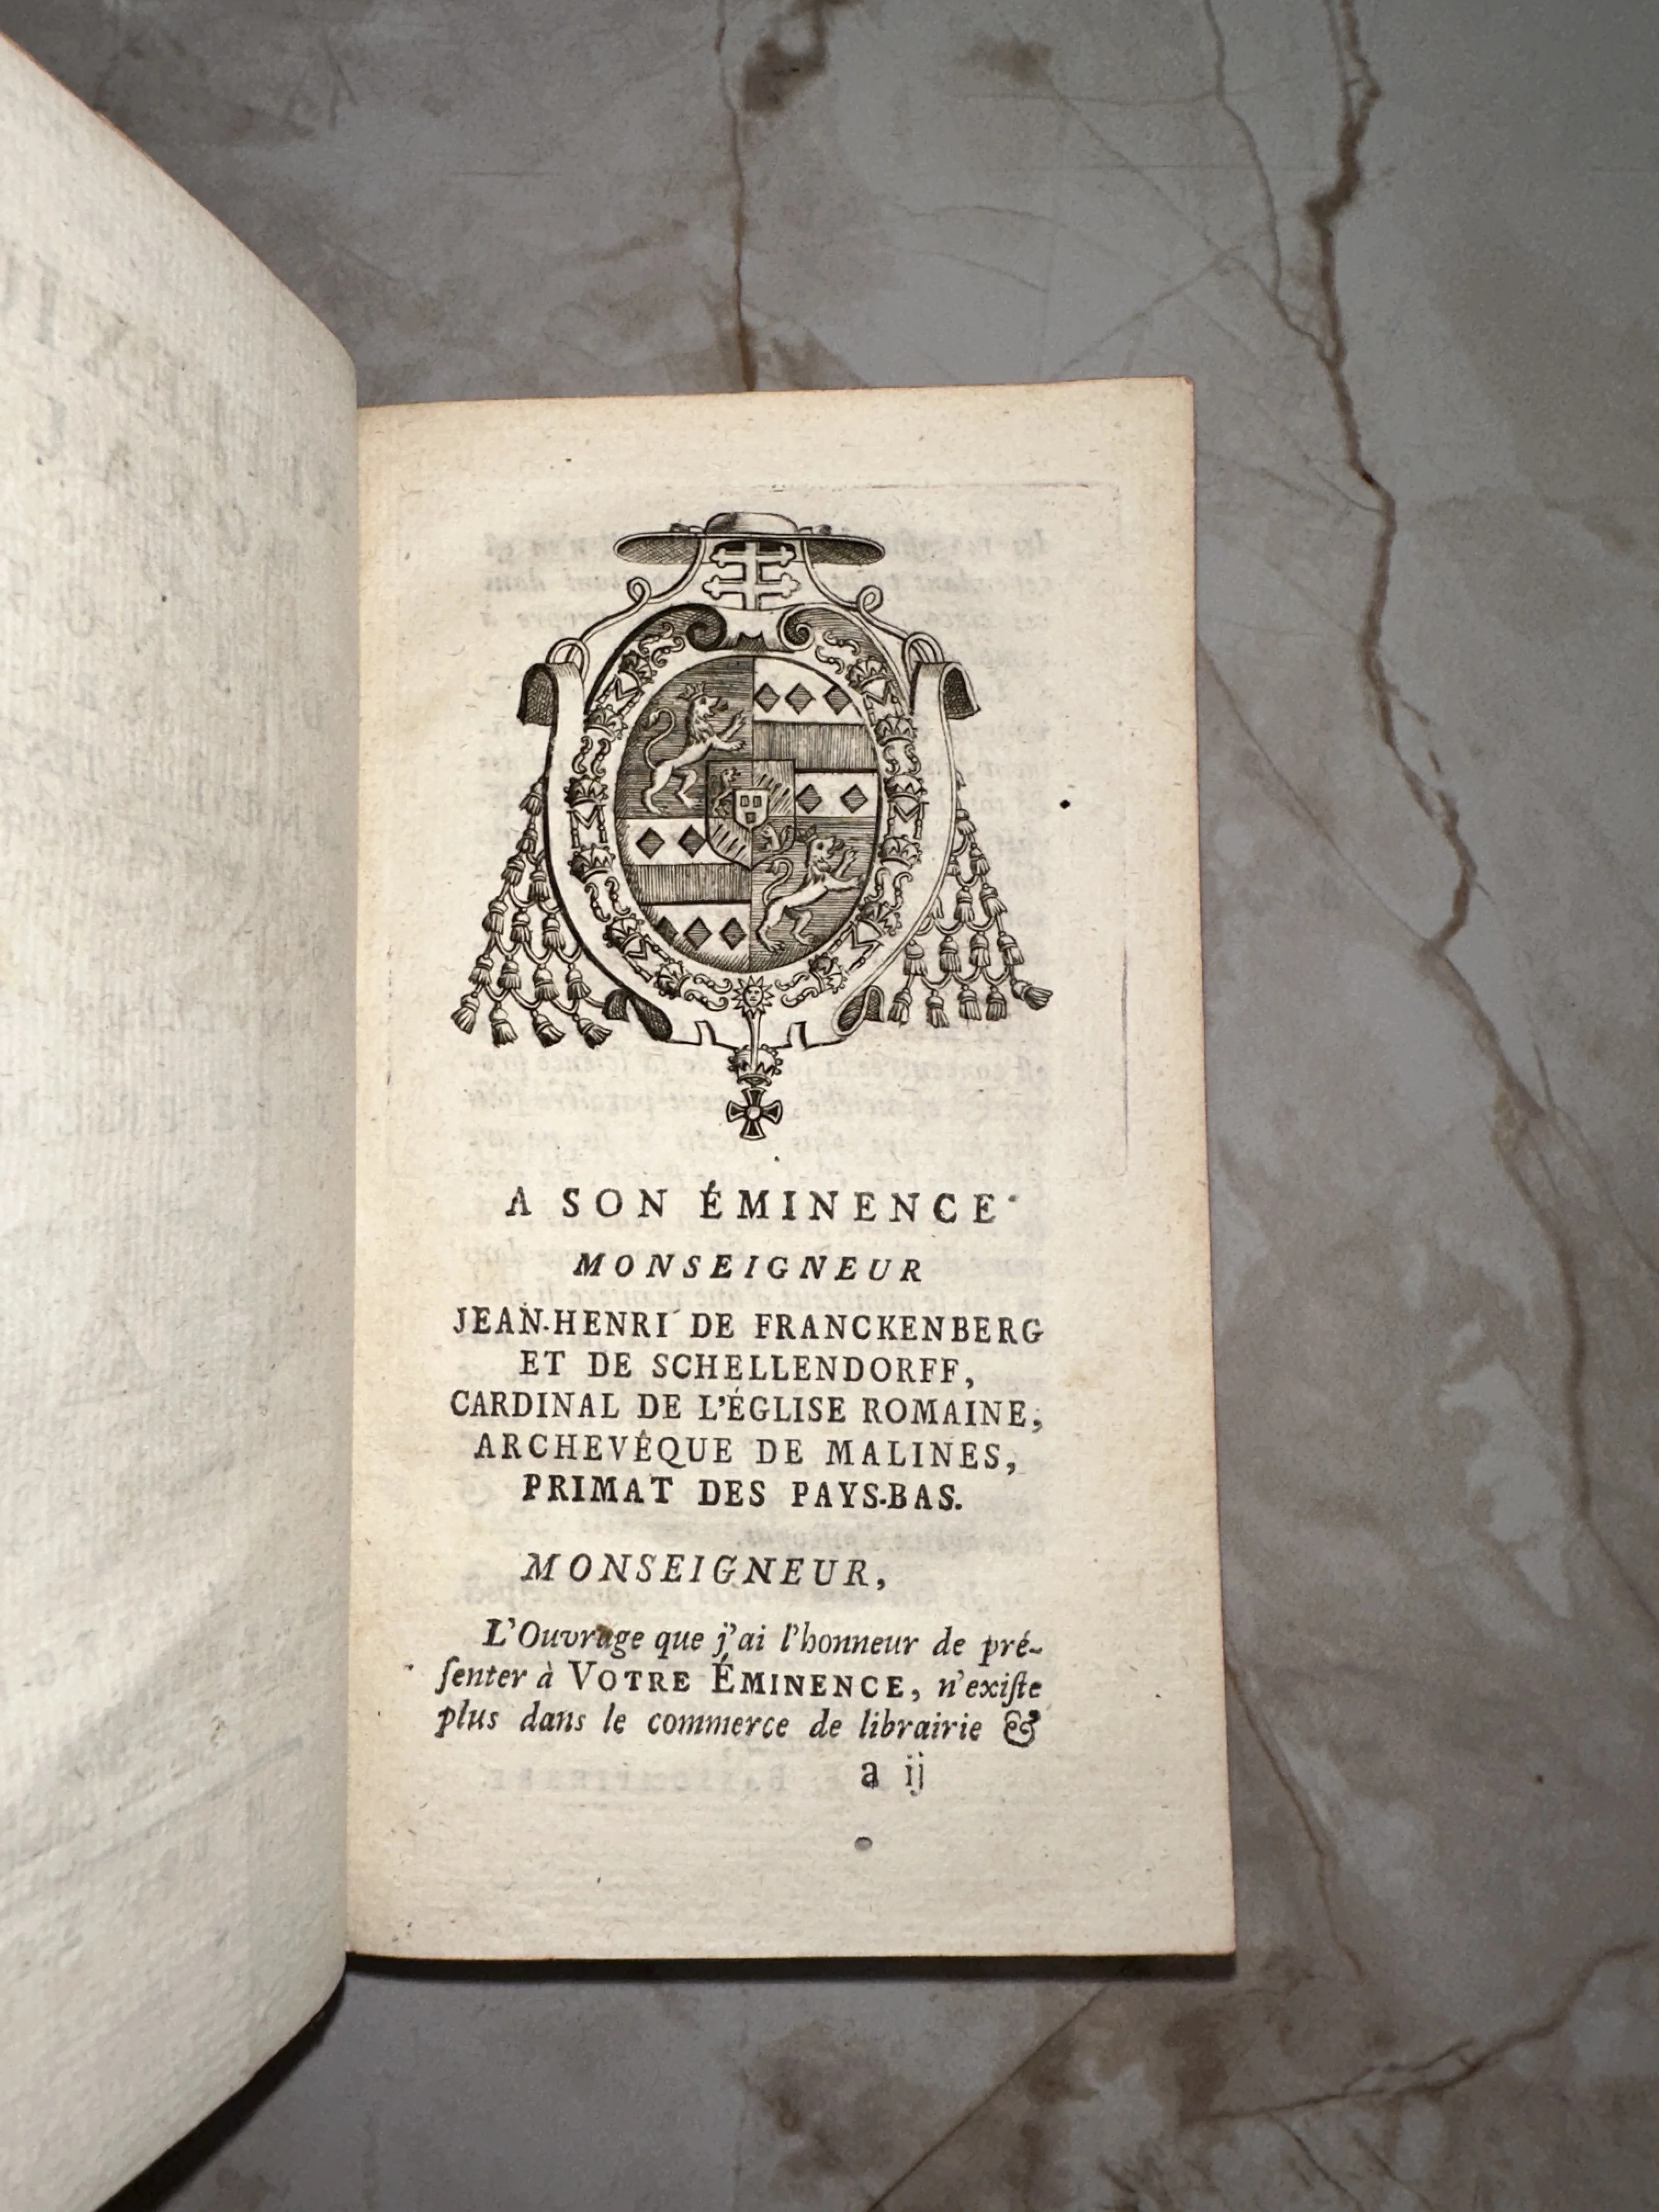 A SON ÉMINENCE
MONSEIGNEUR
JEAN-HENRI DE FRANCKENBERG
ET DE SCHELLENDORFF,
CARDINAL DE L'ÉGLISE ROMAINE,
ARCHEVÊQUE DE MALINES,
PRIMAT DES PAYS-BAS.
MONSEIGNEUR,
L'Ouvrage que j'ai l'honneur de pré-
ſenter à VOTRE ÉMINENCE, n'exiſte
plus dans le commerce de librairie &
a ij